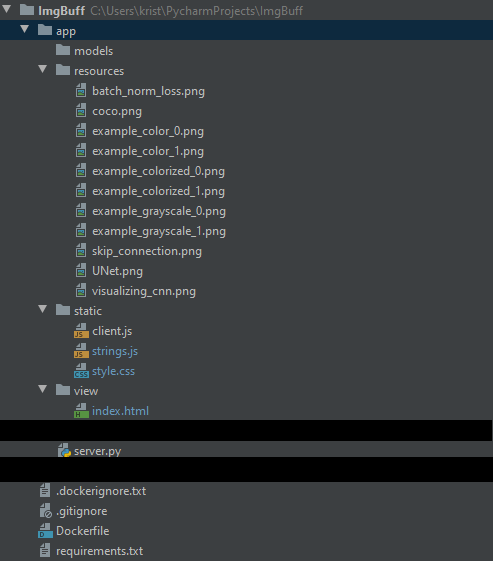 ImgBuff C:\Users\krist\PycharmProjects\ImgBuff
app
models
resources
batch_norm_loss.png
coco.png
example_color_0.png
example_color_1.png
example_colorized_0.png
example_colorized_1.png
example_grayscale_0.png
example_grayscale_1.png
skip_connection.png
UNet.png
visualizing_cnn.png
static
client.js
strings.js
style.css
view
index.html
server.py
.dockerignore.txt
.gitignore
Dockerfile
requirements.txt